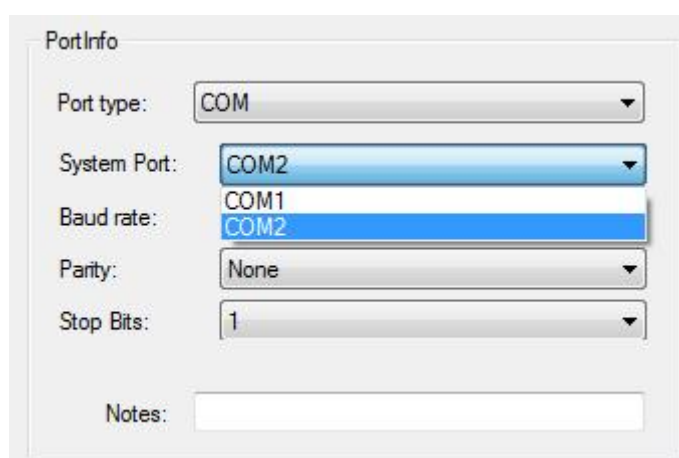 PortInfo
Port type: COM
System Port: COM2
COM1
Baud rate: COM2
Parity: None
Stop Bits: 1
Notes: